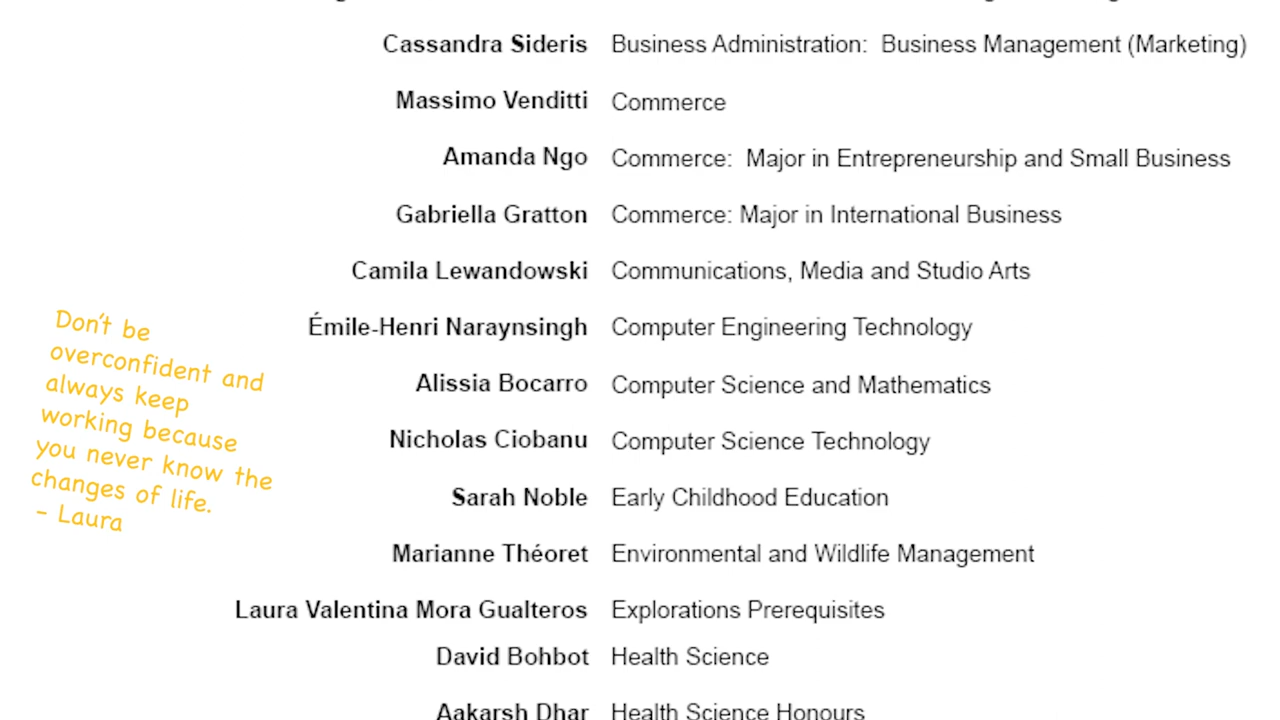 Cassandra Sideris Business Administration: Business Management (Marketing)
Massimo Venditti Commerce
Amanda Ngo Commerce: Major in Entrepreneurship and Small Business
Gabriella Gratton Commerce: Major in International Business
Camila Lewandowski Communications, Media and Studio Arts
Émile-Henri Naraynsingh Computer Engineering Technology
Alissia Bocarro Computer Science and Mathematics
Nicholas Ciobanu Computer Science Technology
Sarah Noble Early Childhood Education
Marianne Théoret Environmental and Wildlife Management
Laura Valentina Mora Gualteros Explorations Prerequisites
David Bohbot Health Science
Aakarsh Dhar Health Science Honours
Don't be
overconfident and
always keep
working because
you never know the
changes of life.
- Laura